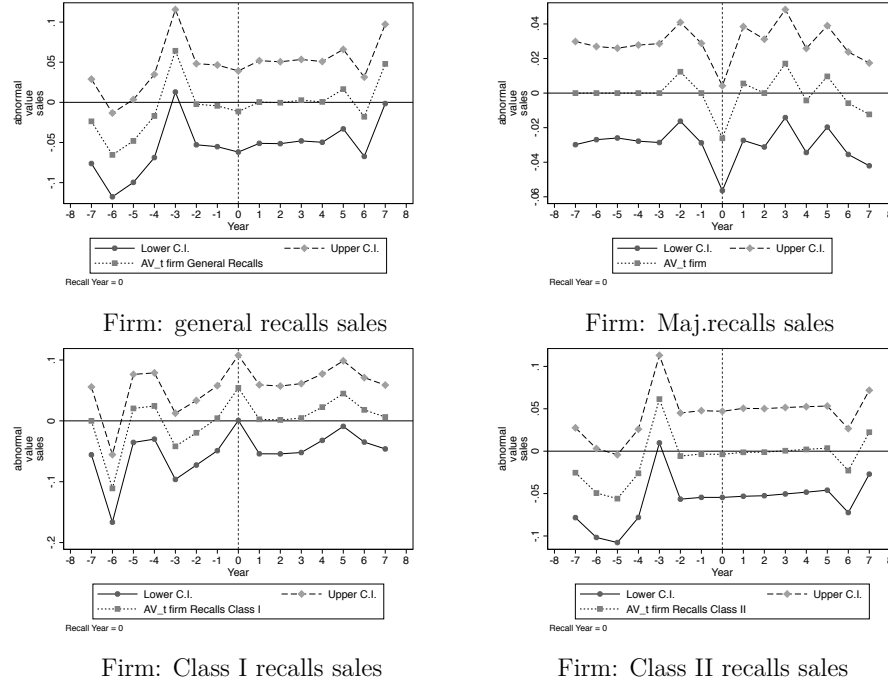 abnormal
value
sales
.1
.05
0
-.05
-.1
-8 -7 -6 -5 -4 -3 -2 -1 0 1 2 3 4 5 6 7 8
Year
Lower C.I. Upper C.I.
AV_t firm General Recalls
Recall Year = 0
Firm: general recalls sales
abnormal
value
sales
.04
.02
0
-.02
-.04
-.06
-8 -7 -6 -5 -4 -3 -2 -1 0 1 2 3 4 5 6 7 8
Year
Lower C.I. Upper C.I.
AV_t firm
Recall Year = 0
Firm: Maj.recalls sales
abnormal
value
sales
.1
0
-.1
-.2
-8 -7 -6 -5 -4 -3 -2 -1 0 1 2 3 4 5 6 7 8
Year
Lower C.I. Upper C.I.
AV_t firm Recalls Class I
Recall Year = 0
Firm: Class I recalls sales
abnormal
value
sales
.1
.05
0
-.05
-.1
-8 -7 -6 -5 -4 -3 -2 -1 0 1 2 3 4 5 6 7 8
Year
Lower C.I. Upper C.I.
AV_t firm Recalls Class II
Recall Year = 0
Firm: Class II recalls sales